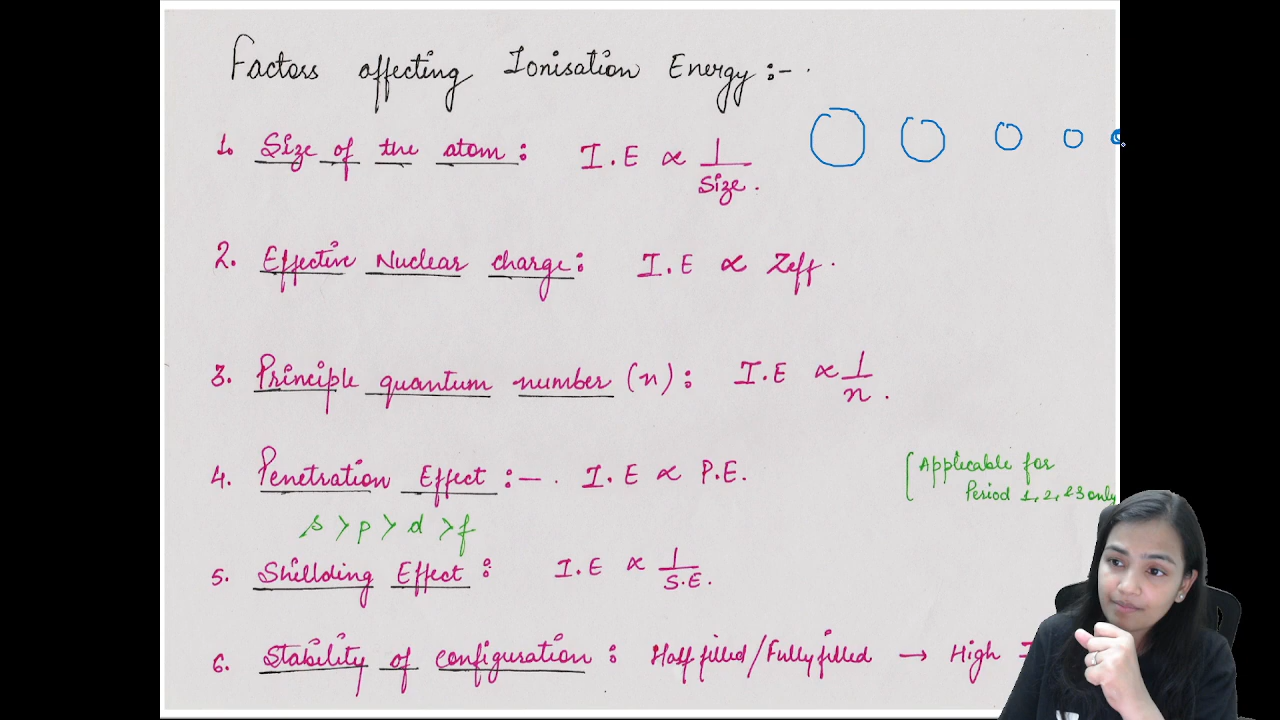 Factors affecting Ionisation Energy :-
1. Size of the atom : I.E ∝ 1/Size.
2. Effective Nuclear charge : I.E ∝ Zeff.
3. Principle quantum number (n) : I.E ∝ 1/n.
4. Penetration Effect :- I.E ∝ P.E.
[Applicable for
Period 1, 2, & 3 only
s > p > d > f
5. Shillding Effect : I.E ∝ 1/S.E.
6. Stability of configuration : Half filled/Fully filled → High